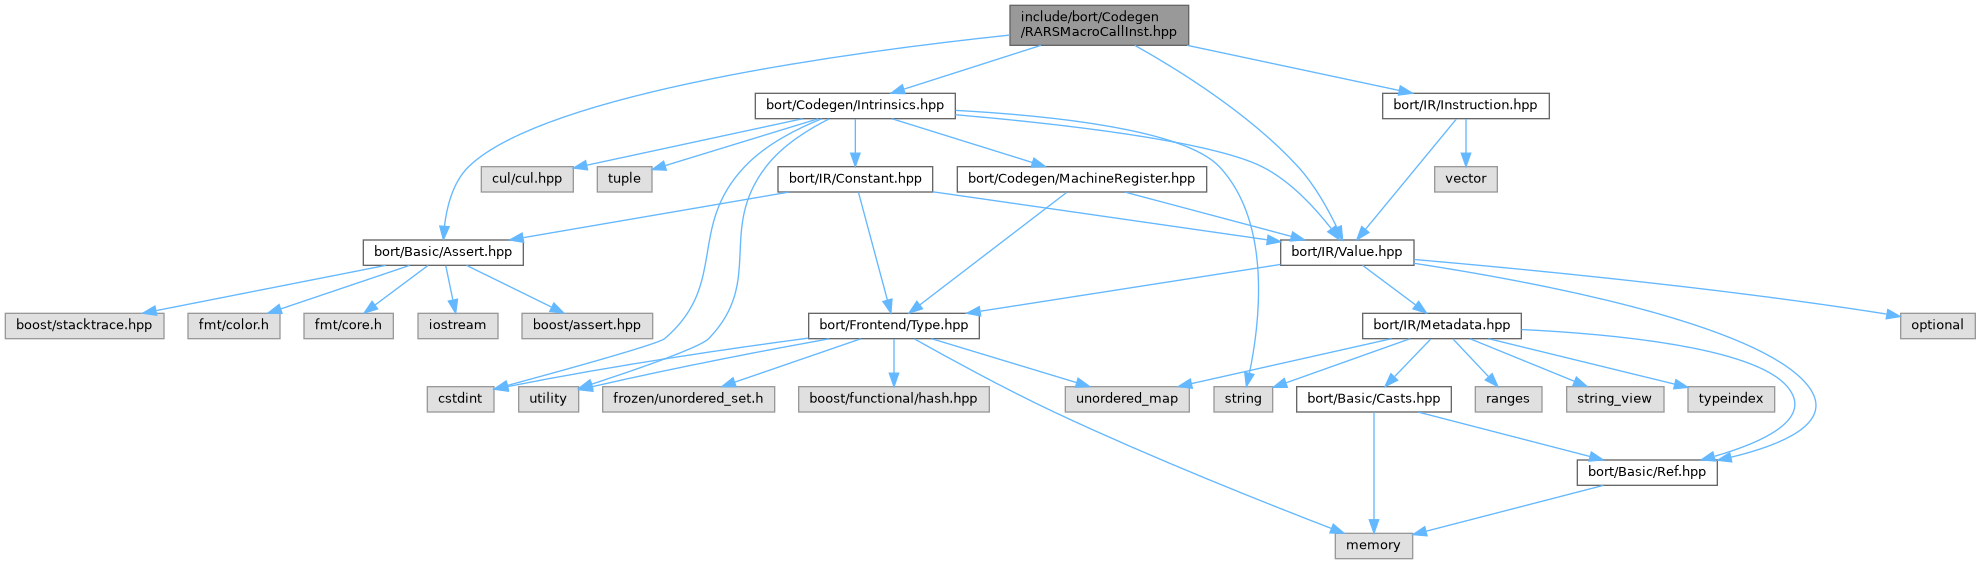 include/bort/Codegen
/RARSMacroCallInst.hpp
bort/Codegen/Intrinsics.hpp
bort/IR/Instruction.hpp
cul/cul.hpp
tuple
bort/IR/Constant.hpp
bort/Codegen/MachineRegister.hpp
vector
bort/Basic/Assert.hpp
bort/IR/Value.hpp
boost/stacktrace.hpp
fmt/color.h
fmt/core.h
iostream
boost/assert.hpp
bort/Frontend/Type.hpp
bort/IR/Metadata.hpp
optional
cstdint
utility
frozen/unordered_set.h
boost/functional/hash.hpp
unordered_map
string
bort/Basic/Casts.hpp
ranges
string_view
typeindex
bort/Basic/Ref.hpp
memory